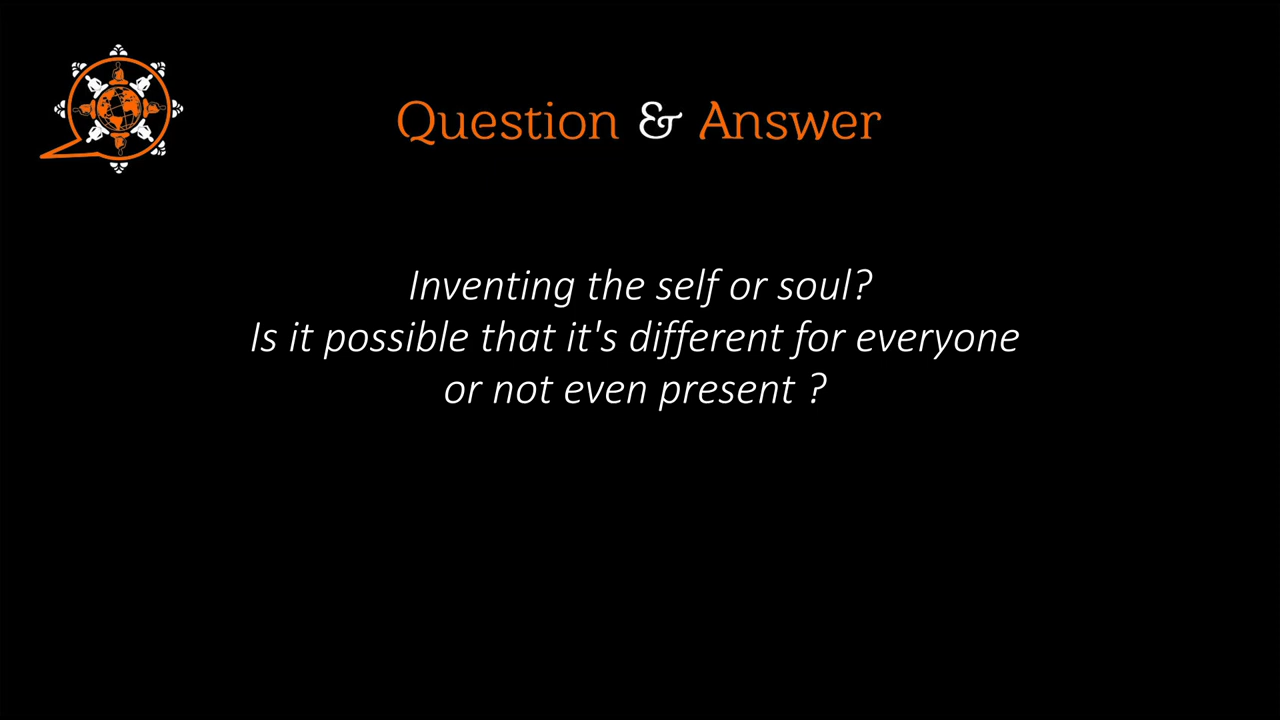 Question & Answer
Inventing the self or soul?
Is it possible that it's different for everyone
or not even present ?